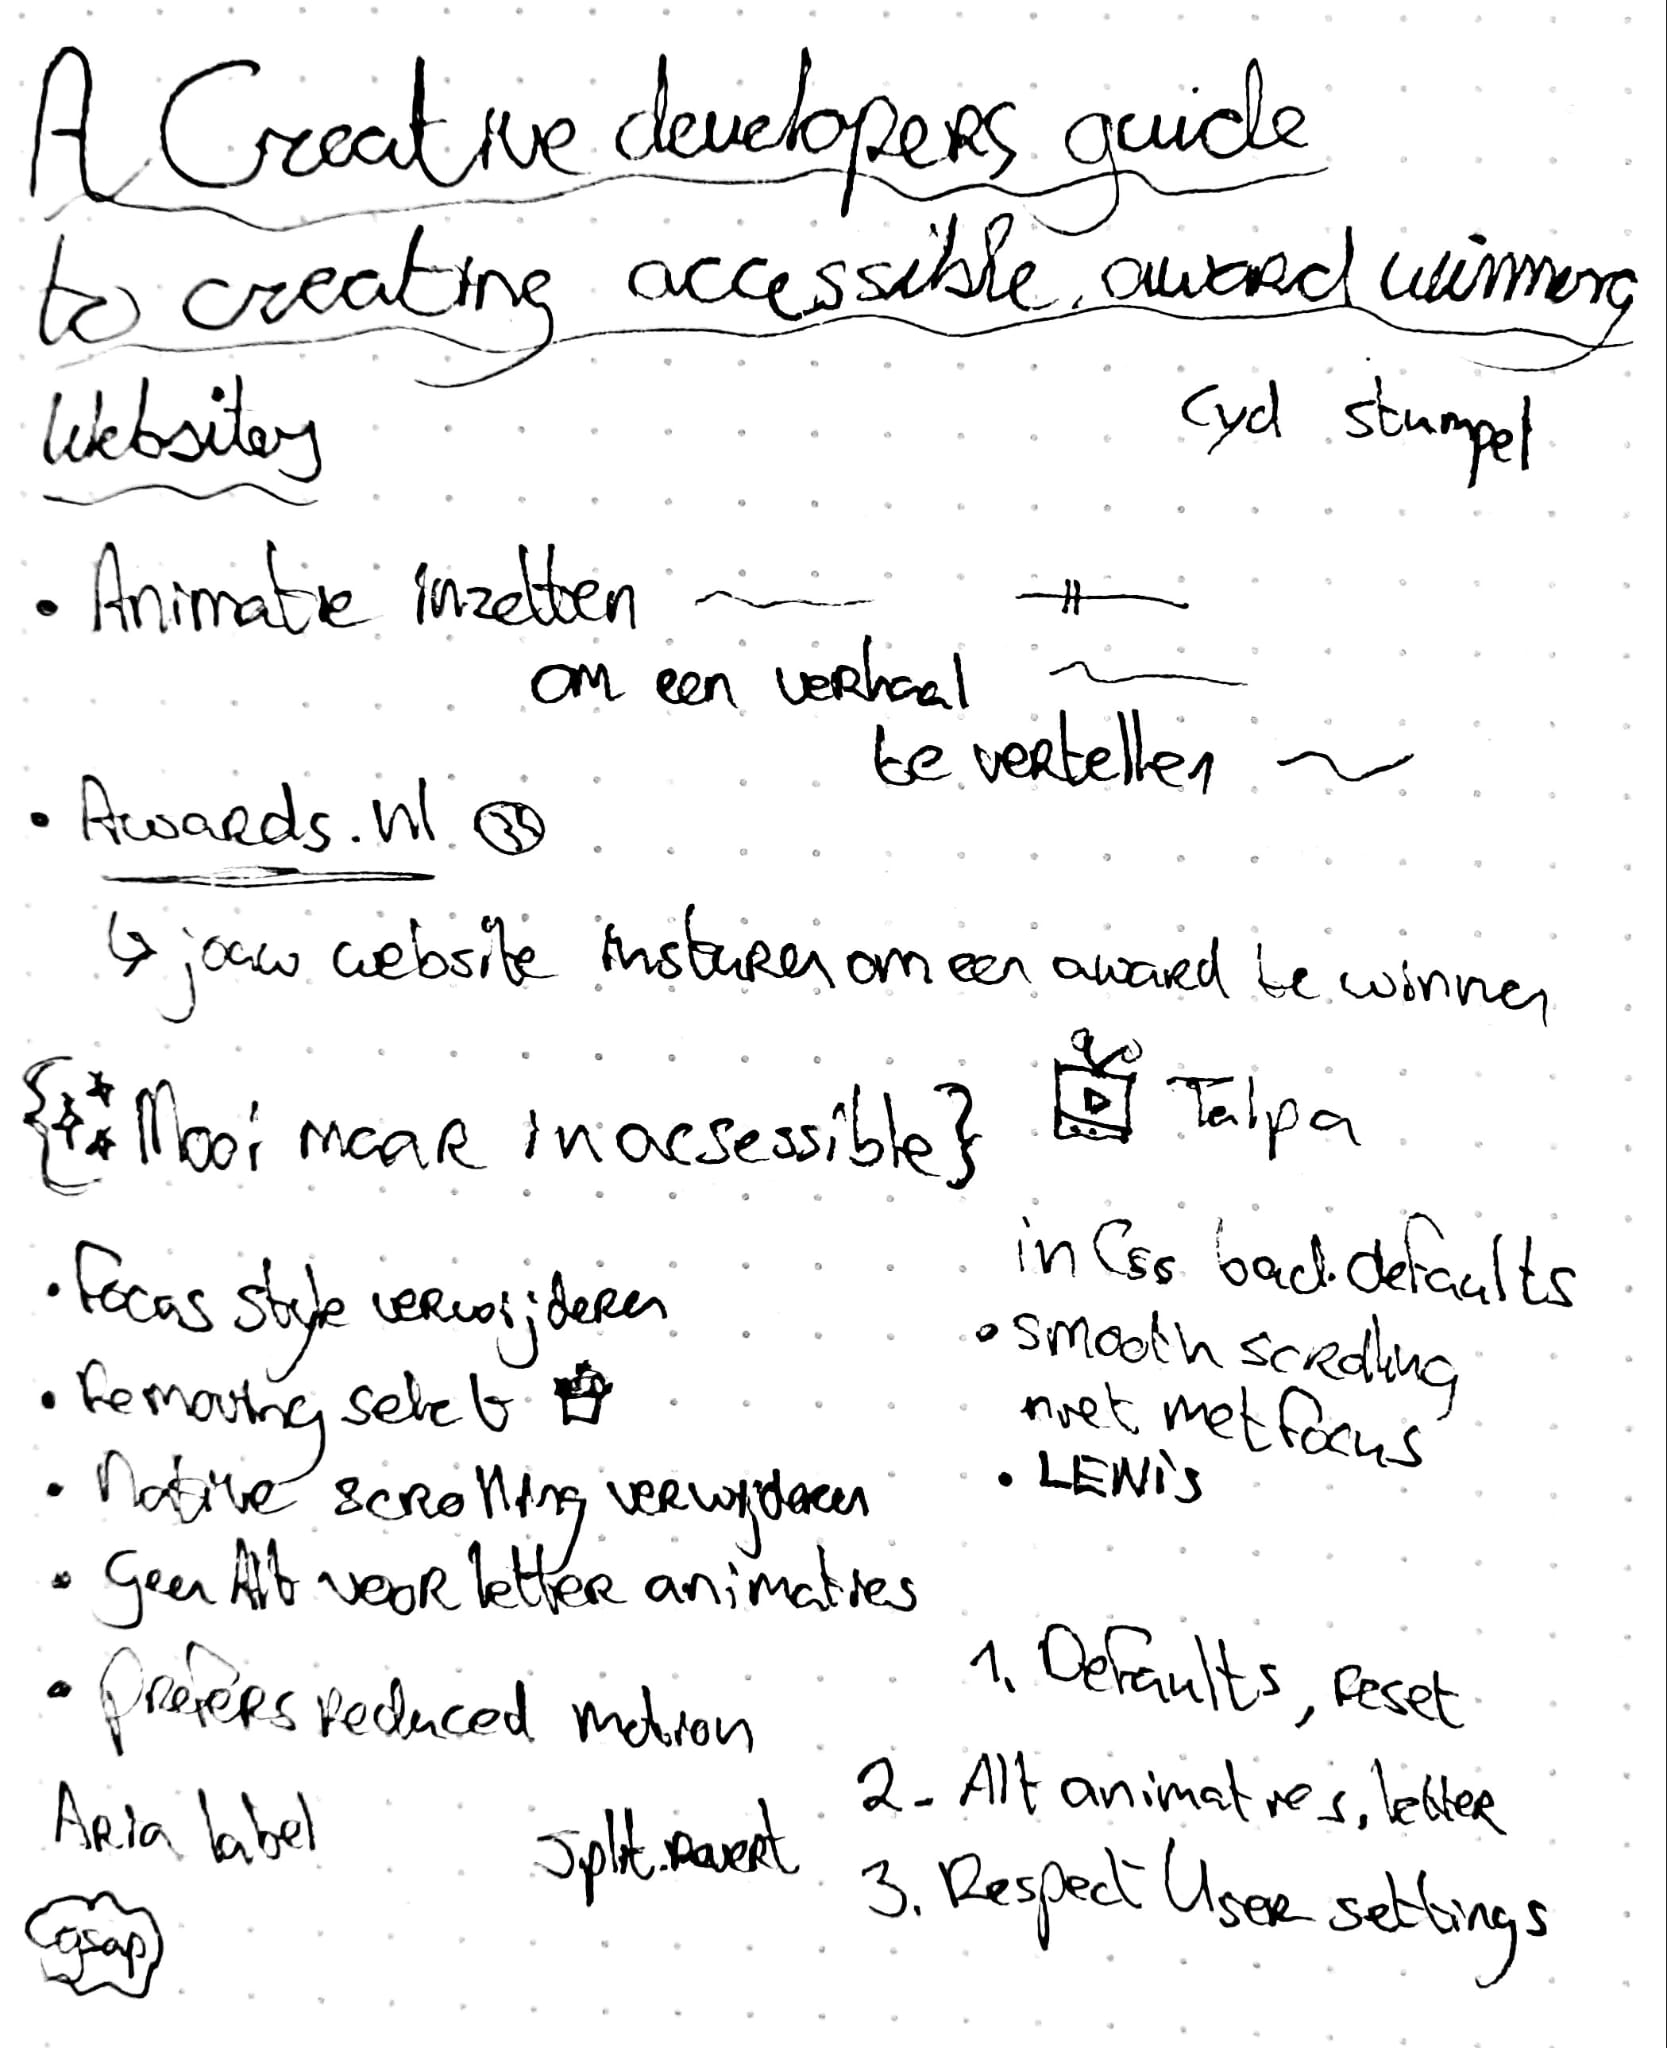 A Creative developers guide
to creating accessible, award winning
Websites
Cyd Stumpel
• Animatie inzetten
om een verhaal
te vertellen
• Awards.nl
↳ jouw website insturen om een award te winnen
{Mooi maar inacsessible}
Talpa
• Focus style verwijderen
• Removing select
• Native scrolling verwijderen
• Geen Alt voor letter animaties
• prefers reduced motion
Aria label
gsap
split.revert
in Css bad defaults
• smooth scrolling
niet met focus
• LENis
1. Defaults, reset
2- Alt animaties, letter
3. Respect User settings